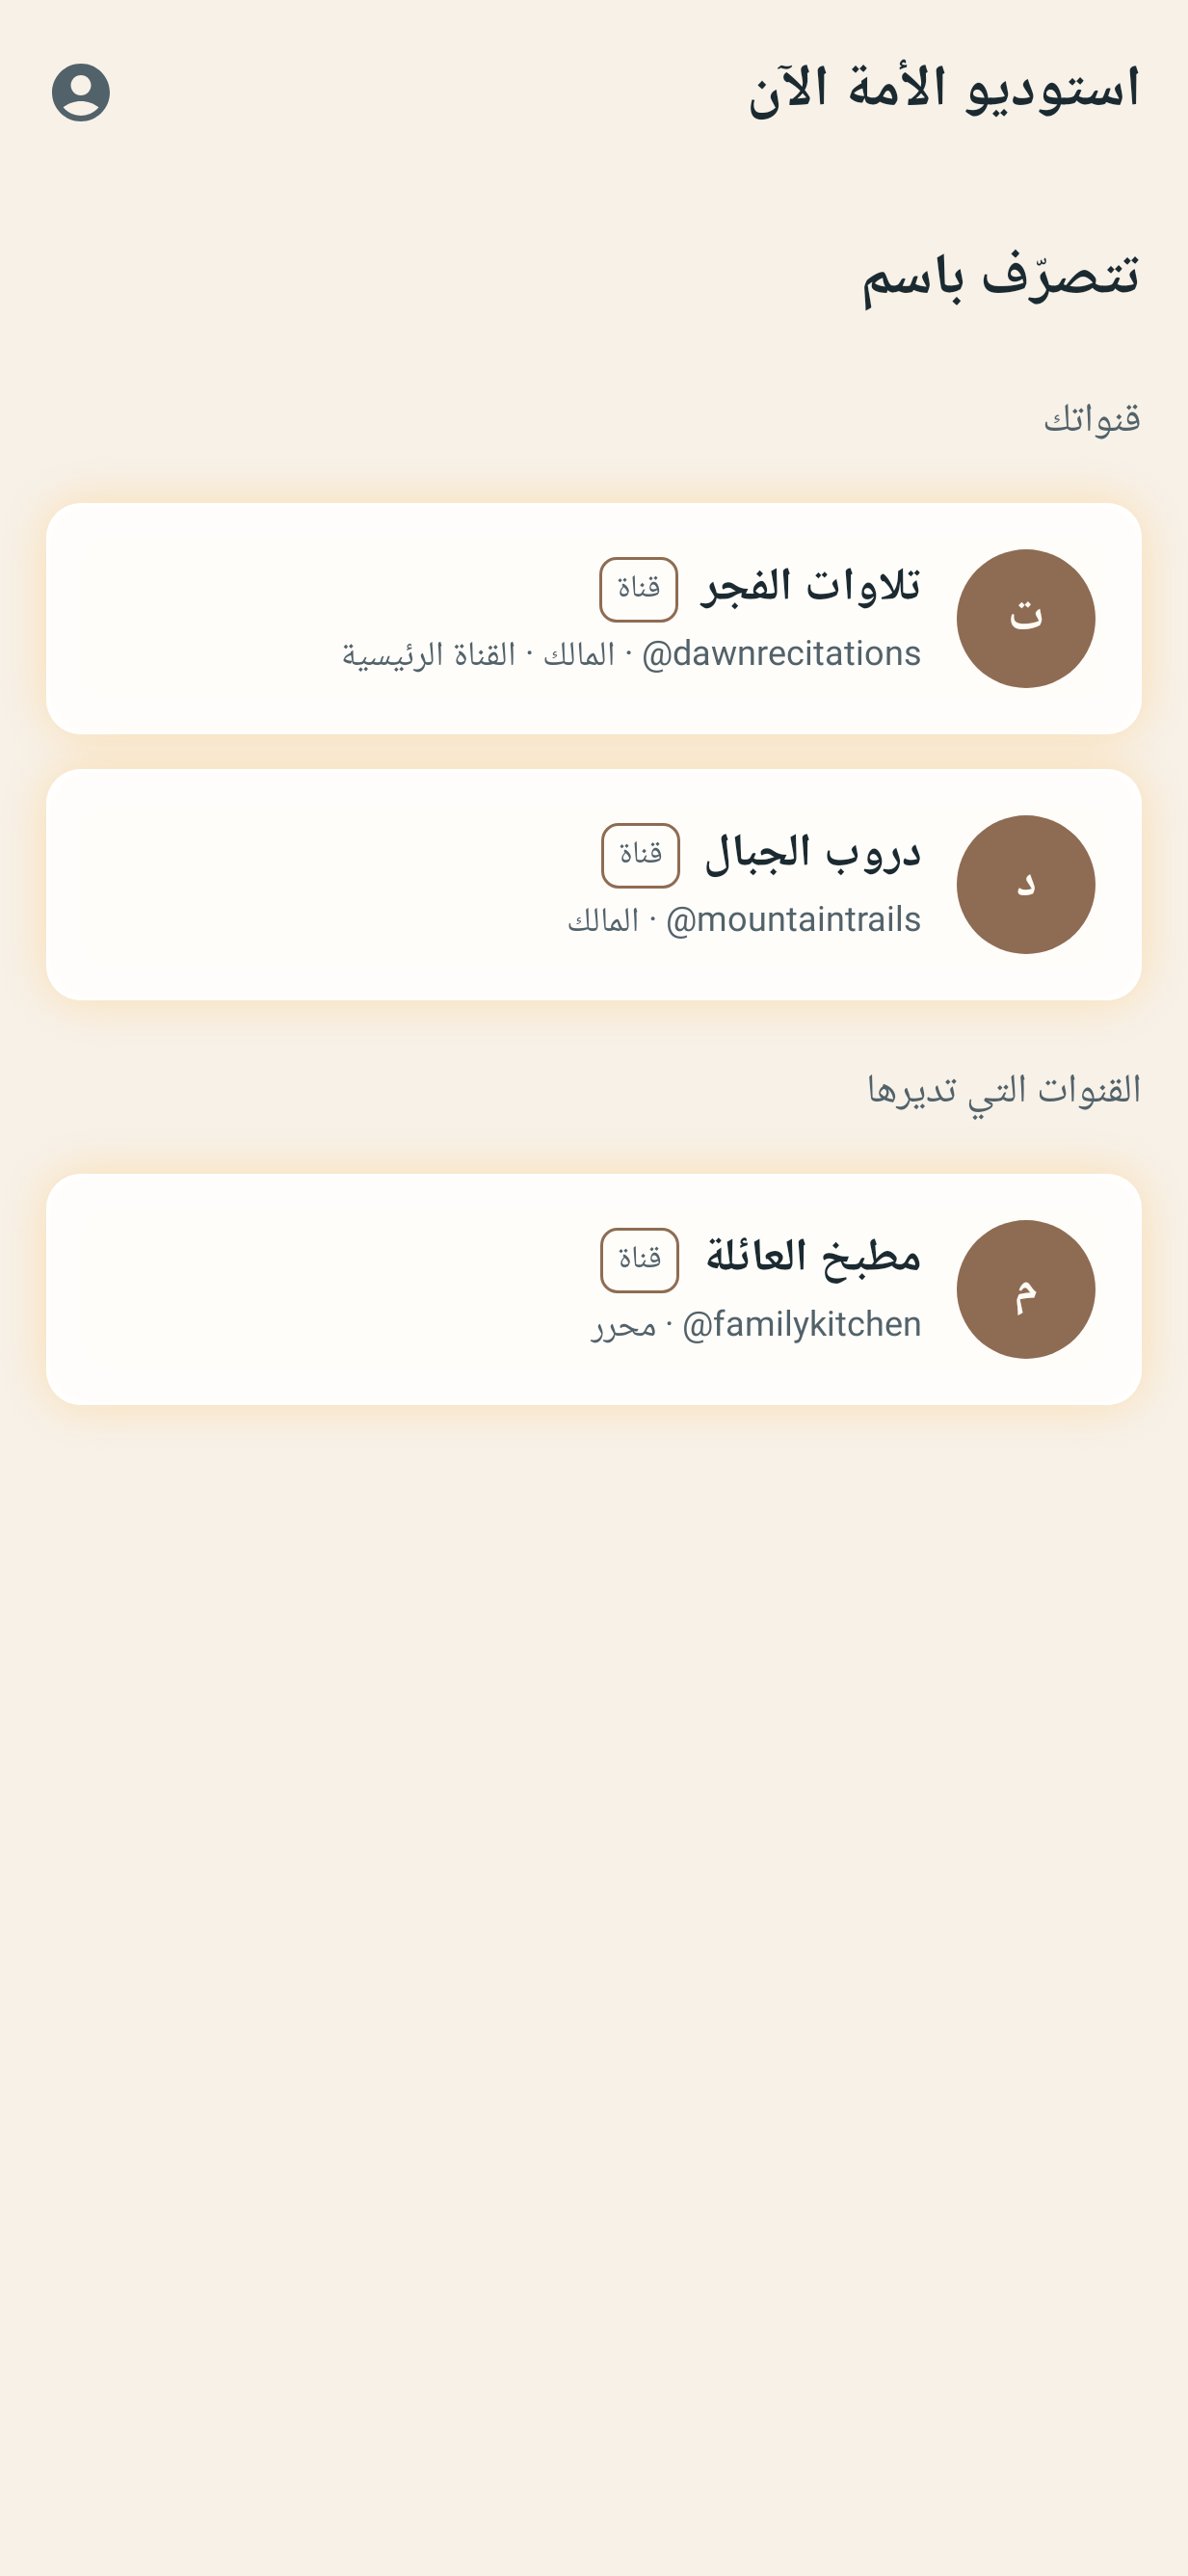 استوديو الأمة الآن
تتصرّف باسم
قنواتك
ت
تلاوات الفجر قناة
@dawnrecitations · المالك · القناة الرئيسية
د
دروب الجبال قناة
@mountaintrails · المالك
القنوات التي تديرها
م
مطبخ العائلة قناة
@familykitchen · محرر